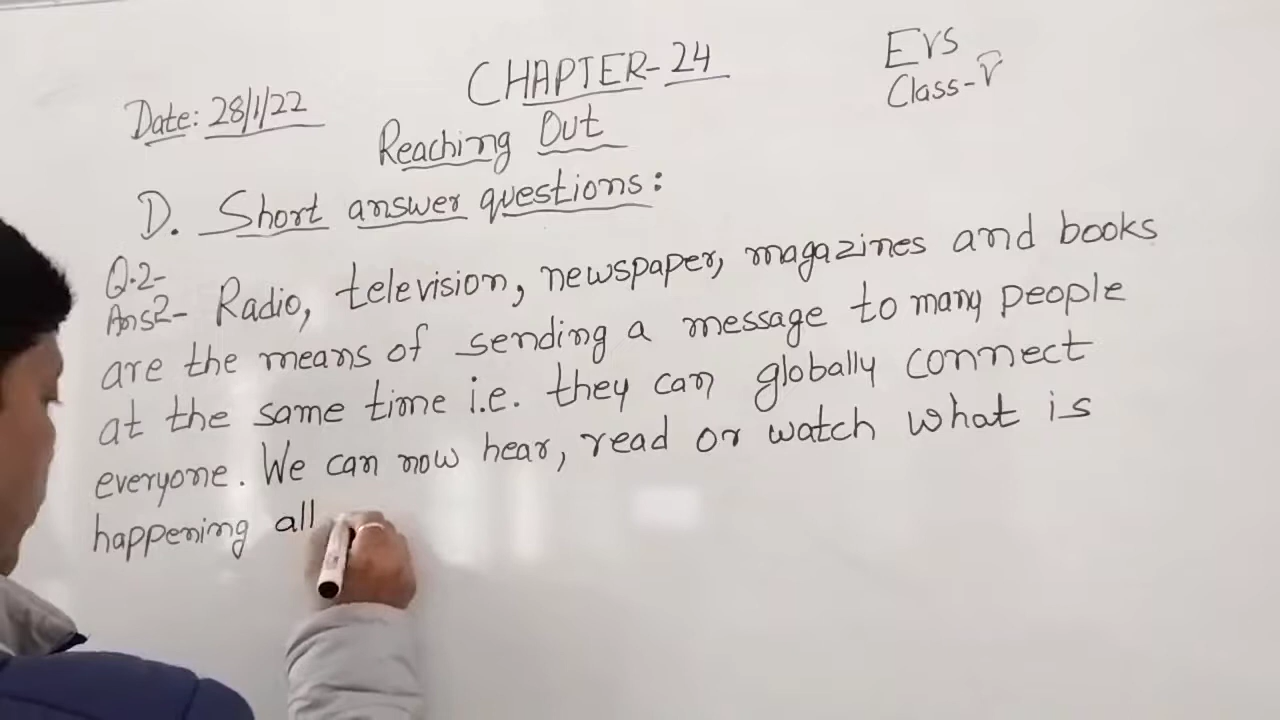 CHAPTER-24
EVS
Class-V
Date: 28/1/22
Reaching Out
D. Short answer questions:
Q.2-
Ans2- Radio, television, newspaper, magazines and books
are the means of sending a message to many people
at the same time i.e. they can globally connect
everyone. We can now hear, read or watch what is
happening all